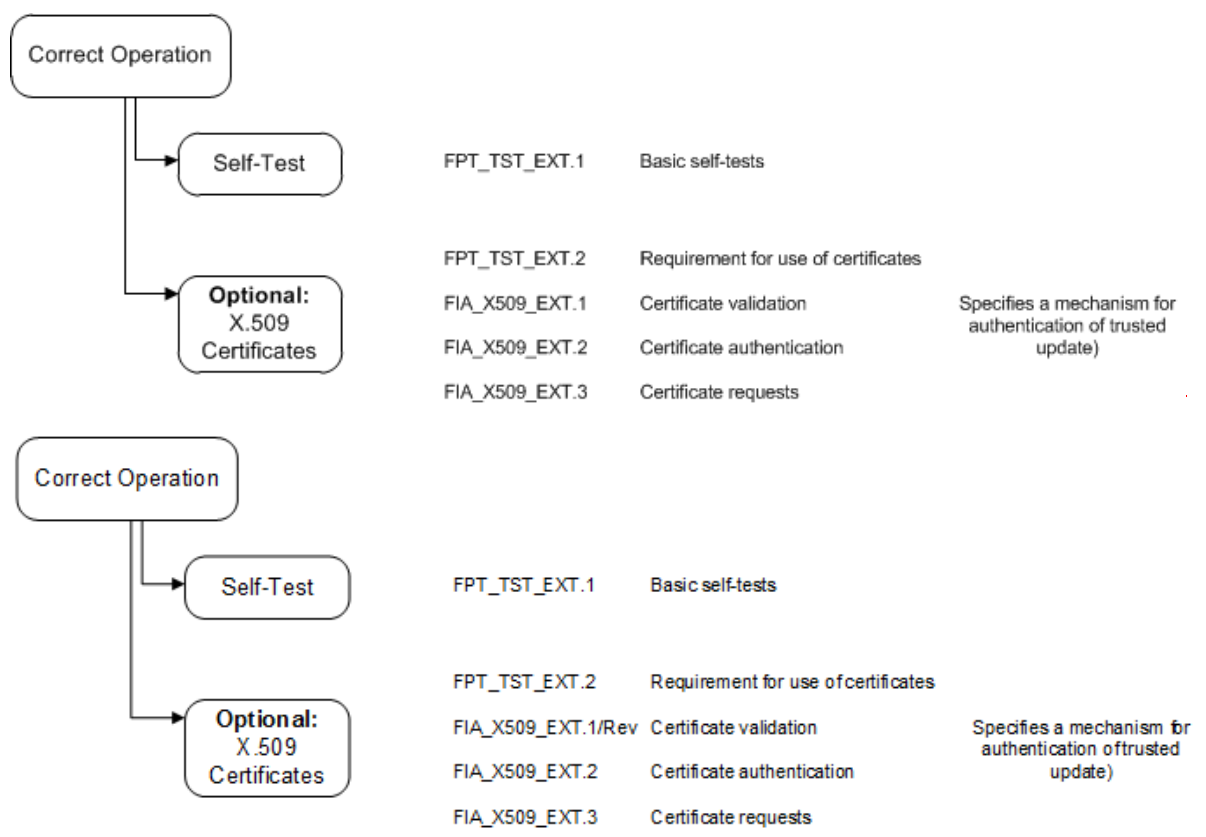 Correct Operation
Self-Test
FPT_TST_EXT.1 Basic self-tests
FPT_TST_EXT.2 Requirement for use of certificates
Optional:
X.509
Certificates
FIA_X509_EXT.1 Certificate validation
FIA_X509_EXT.2 Certificate authentication
FIA_X509_EXT.3 Certificate requests
Specifies a mechanism for
authentication of trusted
update)
Correct Operation
Self-Test
FPT_TST_EXT.1 Basic self-tests
FPT_TST_EXT.2 Requirement for use of certificates
Optional:
X.509
Certificates
FIA_X509_EXT.1/Rev Certificate validation
FIA_X509_EXT.2 Certificate authentication
FIA_X509_EXT.3 Certificate requests
Specifies a mechanism for
authentication of trusted
update)